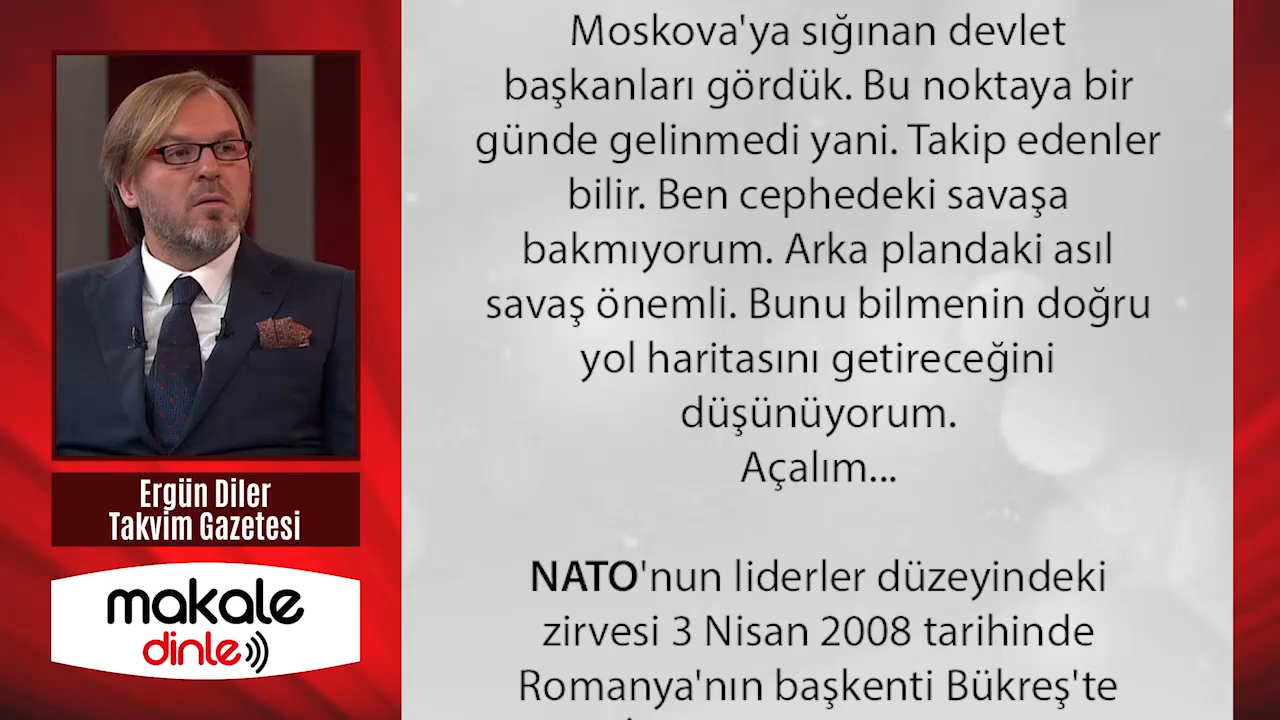 Moskova'ya sığınan devlet
başkanları gördük. Bu noktaya bir
günde gelinmedi yani. Takip edenler
bilir. Ben cephedeki savaşa
bakmıyorum. Arka plandaki asıl
savaş önemli. Bunu bilmenin doğru
yol haritasını getireceğini
düşünüyorum.
Açalım...
NATO'nun liderler düzeyindeki
zirvesi 3 Nisan 2008 tarihinde
Romanya'nın başkenti Bükreş'te
Ergün Diler
Takvim Gazetesi
makale
dinle